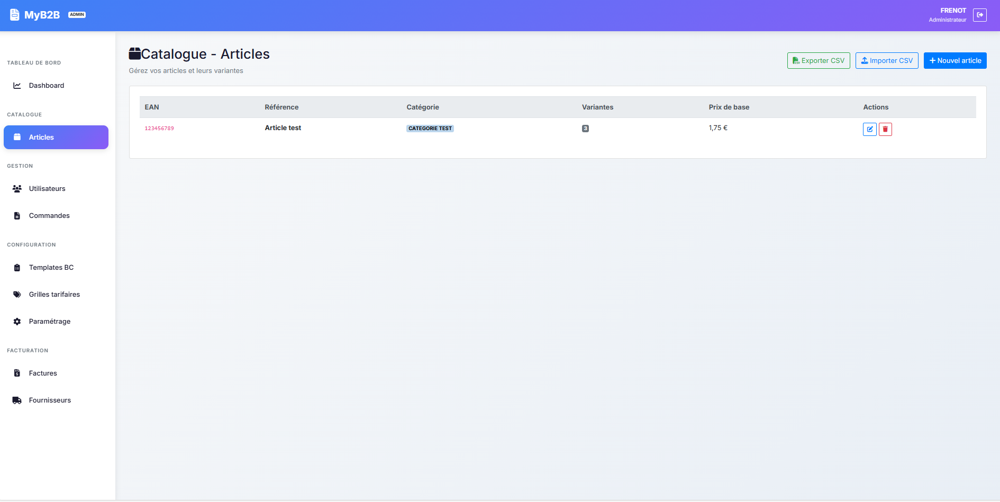 MyB2B ADMIN
FRENOT
Administrateur
TABLEAU DE BORD
Dashboard
CATALOGUE
Articles
GESTION
Utilisateurs
Commandes
CONFIGURATION
Templates BC
Grilles tarifaires
Paramétrage
FACTURATION
Factures
Fournisseurs
Catalogue - Articles
Gérez vos articles et leurs variantes
Exporter CSV Importer CSV Nouvel article
EAN Référence Catégorie Variantes Prix de base Actions
123456789 Article test CATEGORIE TEST 3 1,75 €